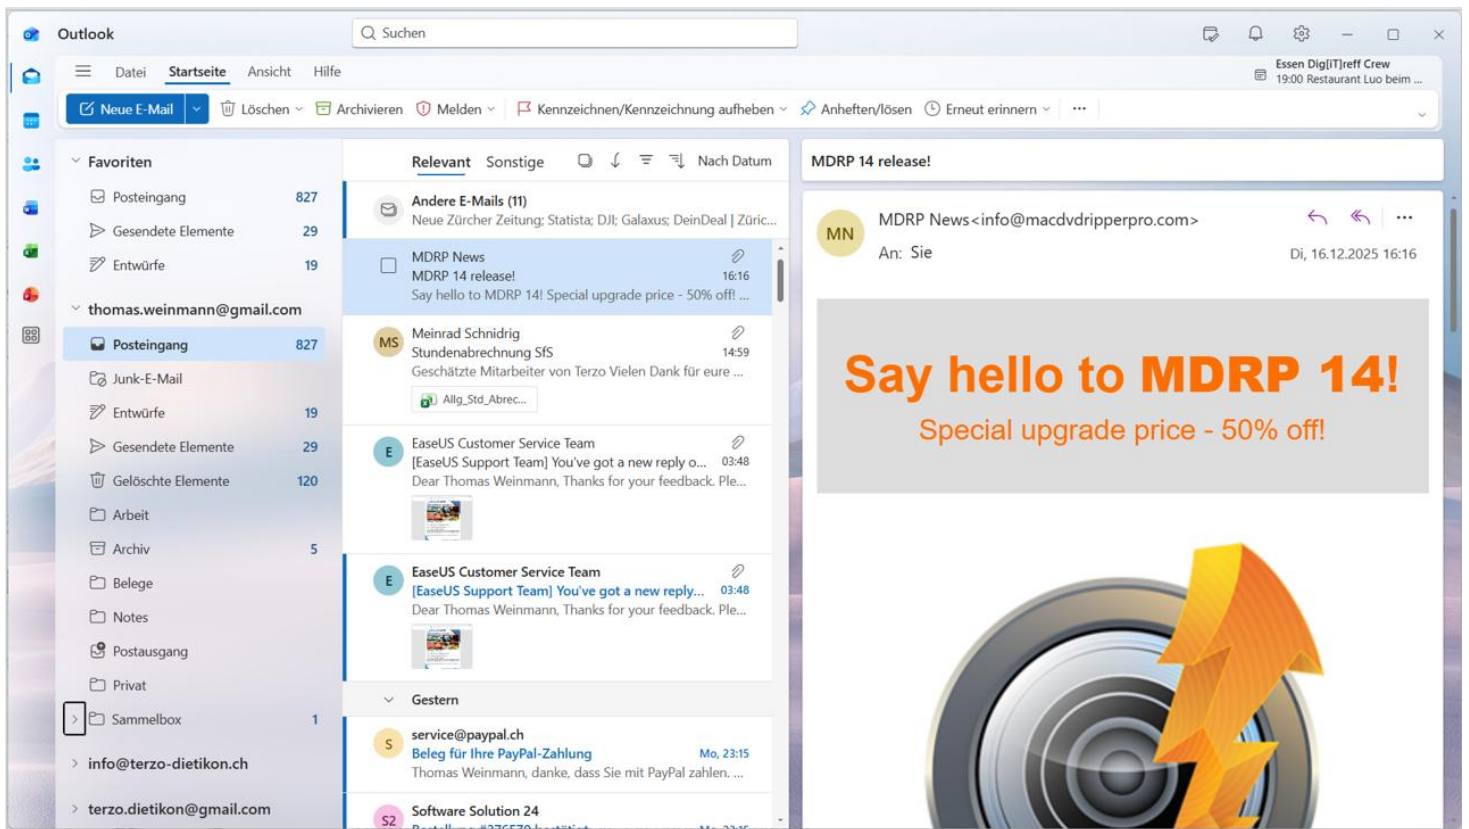 Outlook
Suchen
Datei Startseite Ansicht Hilfe
Essen Dig[iT]reff Crew
19:00 Restaurant Luo beim ...
Neue E-Mail Löschen Archivieren Melden Kennzeichnen/Kennzeichnung aufheben Anheften/lösen Erneut erinnern ...
Favoriten
Posteingang 827
Gesendete Elemente 29
Entwürfe 19
thomas.weinmann@gmail.com
Posteingang 827
Junk-E-Mail
Entwürfe 19
Gesendete Elemente 29
Gelöschte Elemente 120
Arbeit
Archiv 5
Belege
Notes
Postausgang
Privat
Sammelbox 1
info@terzo-dietikon.ch
terzo.dietikon@gmail.com
Relevant Sonstige Nach Datum
Andere E-Mails (11)
Neue Zürcher Zeitung; Statista; DJI; Galaxus; DeinDeal | Züric...
MDRP News
MDRP 14 release! 16:16
Say hello to MDRP 14! Special upgrade price - 50% off! ...
MS
Meinrad Schnidrig
Stundenabrechnung SfS 14:59
Geschätzte Mitarbeiter von Terzo Vielen Dank für eure ...
Allg_Std_Abrec...
E
EaseUS Customer Service Team
[EaseUS Support Team] You've got a new reply o... 03:48
Dear Thomas Weinmann, Thanks for your feedback. Ple...
E
EaseUS Customer Service Team
[EaseUS Support Team] You've got a new reply... 03:48
Dear Thomas Weinmann, Thanks for your feedback. Ple...
Gestern
S
service@paypal.ch
Beleg für Ihre PayPal-Zahlung Mo, 23:15
Thomas Weinmann, danke, dass Sie mit PayPal zahlen. ...
S2
Software Solution 24
MDRP 14 release!
MN
MDRP News<info@macdvdripperpro.com>
An: Sie
Di, 16.12.2025 16:16
Say hello to MDRP 14!
Special upgrade price - 50% off!